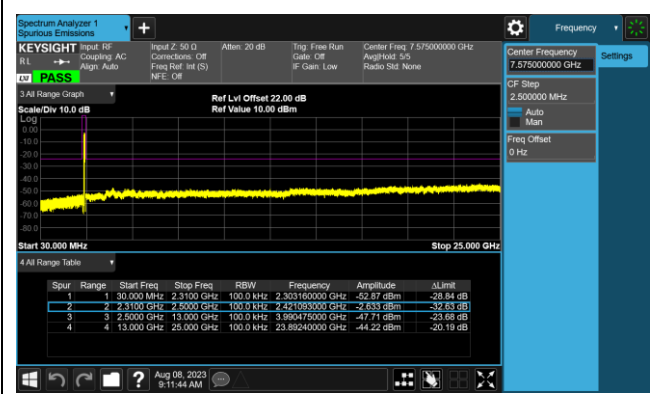 Spectrum Analyzer 1
Spurious Emissions
Frequency
KEYSIGHT
RL
LXI
PASS
Input: RF
Coupling: AC
Align: Auto
Input Z: 50 Ω
Corrections: Off
Freq Ref: Int (S)
NFE: Off
Atten: 20 dB
Trig: Free Run
Gate: Off
IF Gain: Low
Center Freq: 7.575000000 GHz
Avg|Hold: 5/5
Radio Std: None
Center Frequency
7.575000000 GHz
Settings
CF Step
2.500000 MHz
Auto
Man
Freq Offset
0 Hz
3 All Range Graph
Scale/Div 10.0 dB
Ref Lvl Offset 22.00 dB
Ref Value 10.00 dBm
Log
0.00
-10.0
-20.0
-30.0
-40.0
-50.0
-60.0
-70.0
-80.0
Start 30.000 MHz
Stop 25.000 GHz
4 All Range Table
Spur Range Start Freq Stop Freq RBW Frequency Amplitude ΔLimit
1 1 30.000 MHz 2.3100 GHz 100.0 kHz 2.303160000 GHz -52.87 dBm -28.84 dB
2 2 2.3100 GHz 2.5000 GHz 100.0 kHz 2.421093000 GHz -2.633 dBm -32.63 dB
3 3 2.5000 GHz 13.000 GHz 100.0 kHz 3.990475000 GHz -47.71 dBm -23.68 dB
4 4 13.000 GHz 25.000 GHz 100.0 kHz 23.89240000 GHz -44.22 dBm -20.19 dB
?
Aug 08, 2023
9:11:44 AM